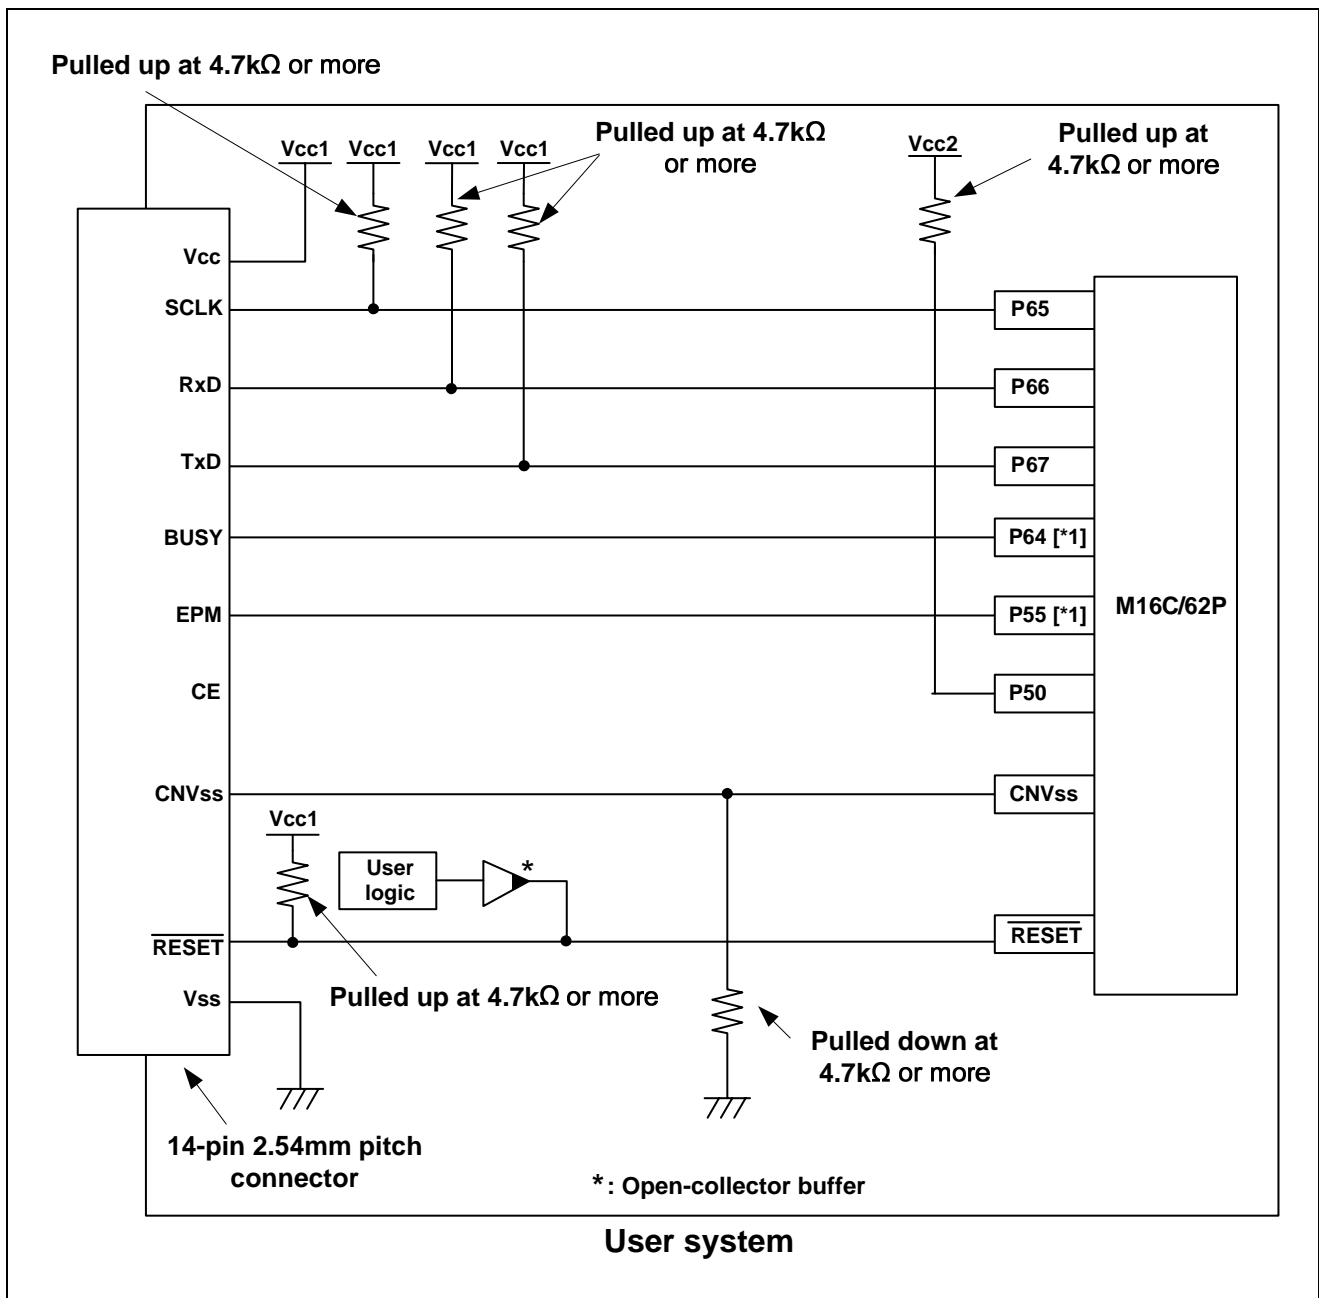 Pulled up at 4.7kΩ or more
Vcc1
Vcc1
Vcc1
Vcc1
Pulled up at 4.7kΩ
or more
Vcc2
Pulled up at
4.7kΩ or more
Vcc
SCLK
P65
RxD
P66
TxD
P67
BUSY
P64 [*1]
EPM
P55 [*1]
M16C/62P
CE
P50
CNVss
CNVss
Vcc1
User
logic
*
RESET
RESET
Vss
Pulled up at 4.7kΩ or more
Pulled down at
4.7kΩ or more
14-pin 2.54mm pitch
connector
*: Open-collector buffer
User system